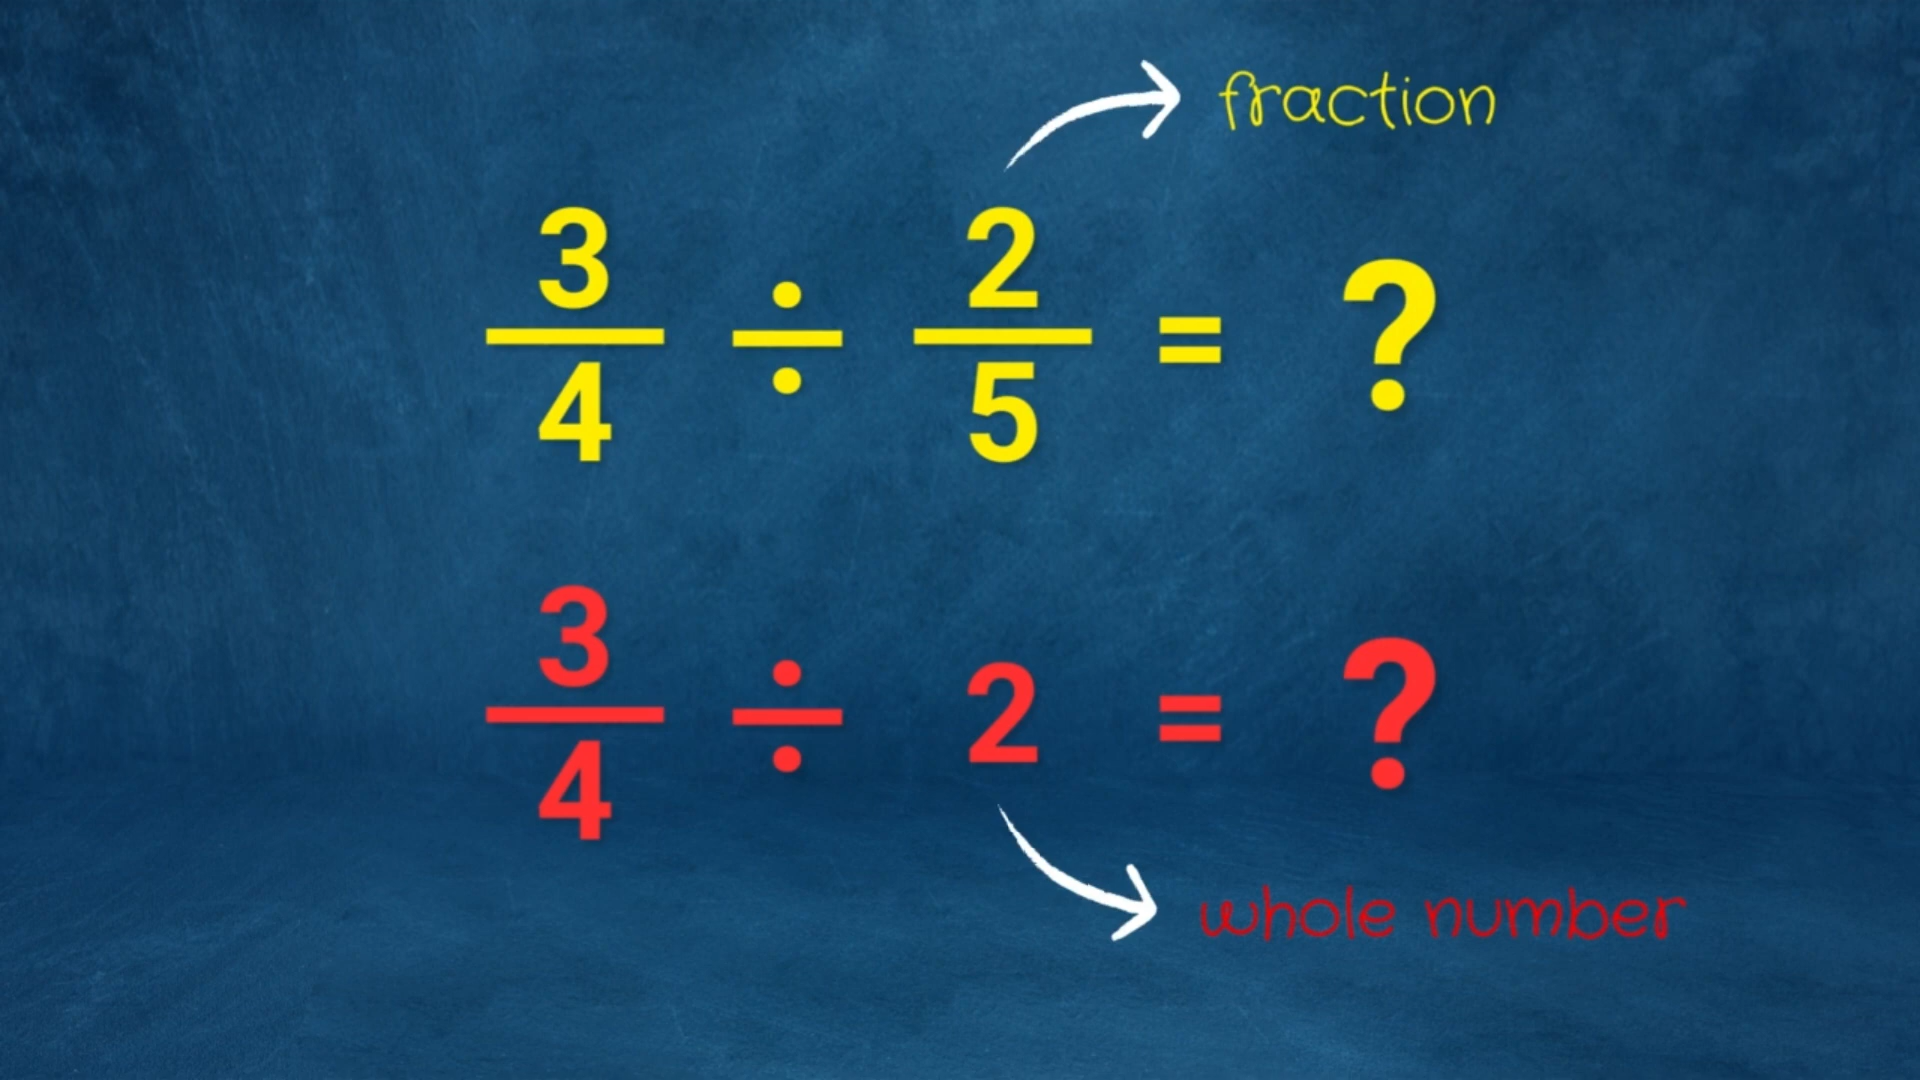 fraction
3/4 ÷ 2/5 = ?
3/4 ÷ 2 = ?
whole number